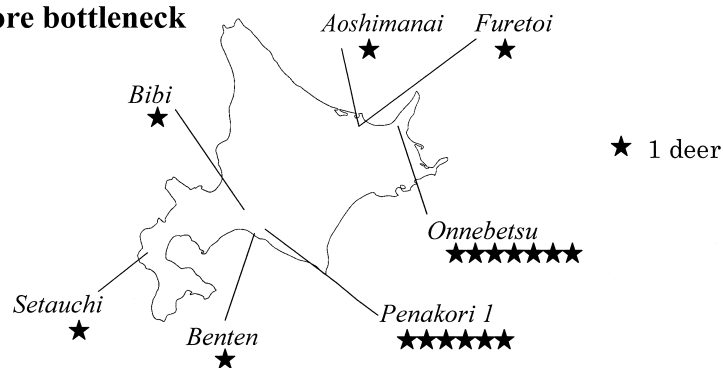 ore bottleneck
Aoshimanai Furetoi
Bibi
1 deer
Onnebetsu
Setauchi
Penakori 1
Benten